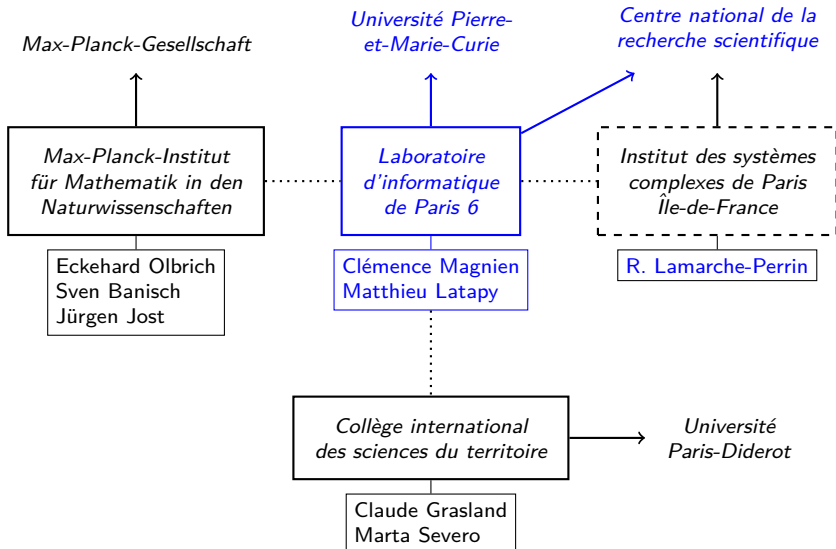 Max-Planck-Gesellschaft
Université Pierre-
et-Marie-Curie
Centre national de la
recherche scientifique
Max-Planck-Institut
für Mathematik in den
Naturwissenschaften
Laboratoire
d'informatique
de Paris 6
Institut des systèmes
complexes de Paris
Île-de-France
Eckehard Olbrich
Sven Banisch
Jürgen Jost
Clémence Magnien
Matthieu Latapy
R. Lamarche-Perrin
Collège international
des sciences du territoire
Université
Paris-Diderot
Claude Grasland
Marta Severo